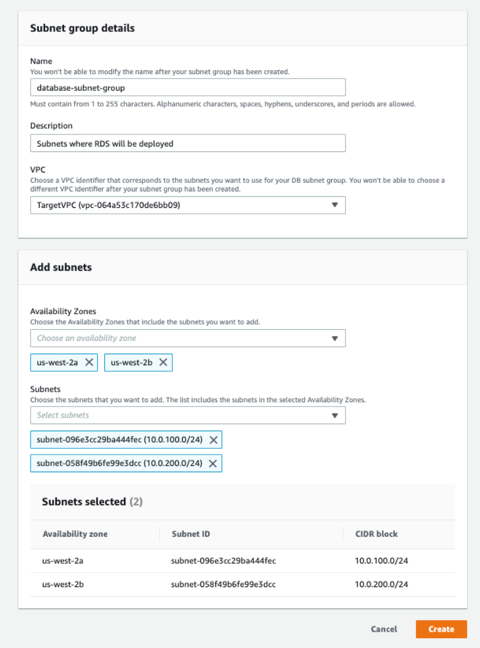 Subnet group details
Name
You won't be able to modify the name after your subnet group has been created.
database-subnet-group
Must contain from 1 to 255 characters. Alphanumeric characters, spaces, hyphens, underscores, and periods are allowed.
Description
Subnets where RDS will be deployed
VPC
Choose a VPC identifier that corresponds to the subnets you want to use for your DB subnet group. You won't be able to choose a
different VPC identifier after your subnet group has been created.
TargetVPC (vpc-064a53c170de6bb09)
Add subnets
Availability Zones
Choose the Availability Zones that include the subnets you want to add.
Choose an availability zone
us-west-2a us-west-2b
Subnets
Choose the subnets that you want to add. The list includes the subnets in the selected Availability Zones.
Select subnets
subnet-096e3cc29ba444fec (10.0.100.0/24)
subnet-058f49b6fe99e3dcc (10.0.200.0/24)
Subnets selected (2)
Availability zone Subnet ID CIDR block
us-west-2a subnet-096e3cc29ba444fec 10.0.100.0/24
us-west-2b subnet-058f49b6fe99e3dcc 10.0.200.0/24
Cancel Create